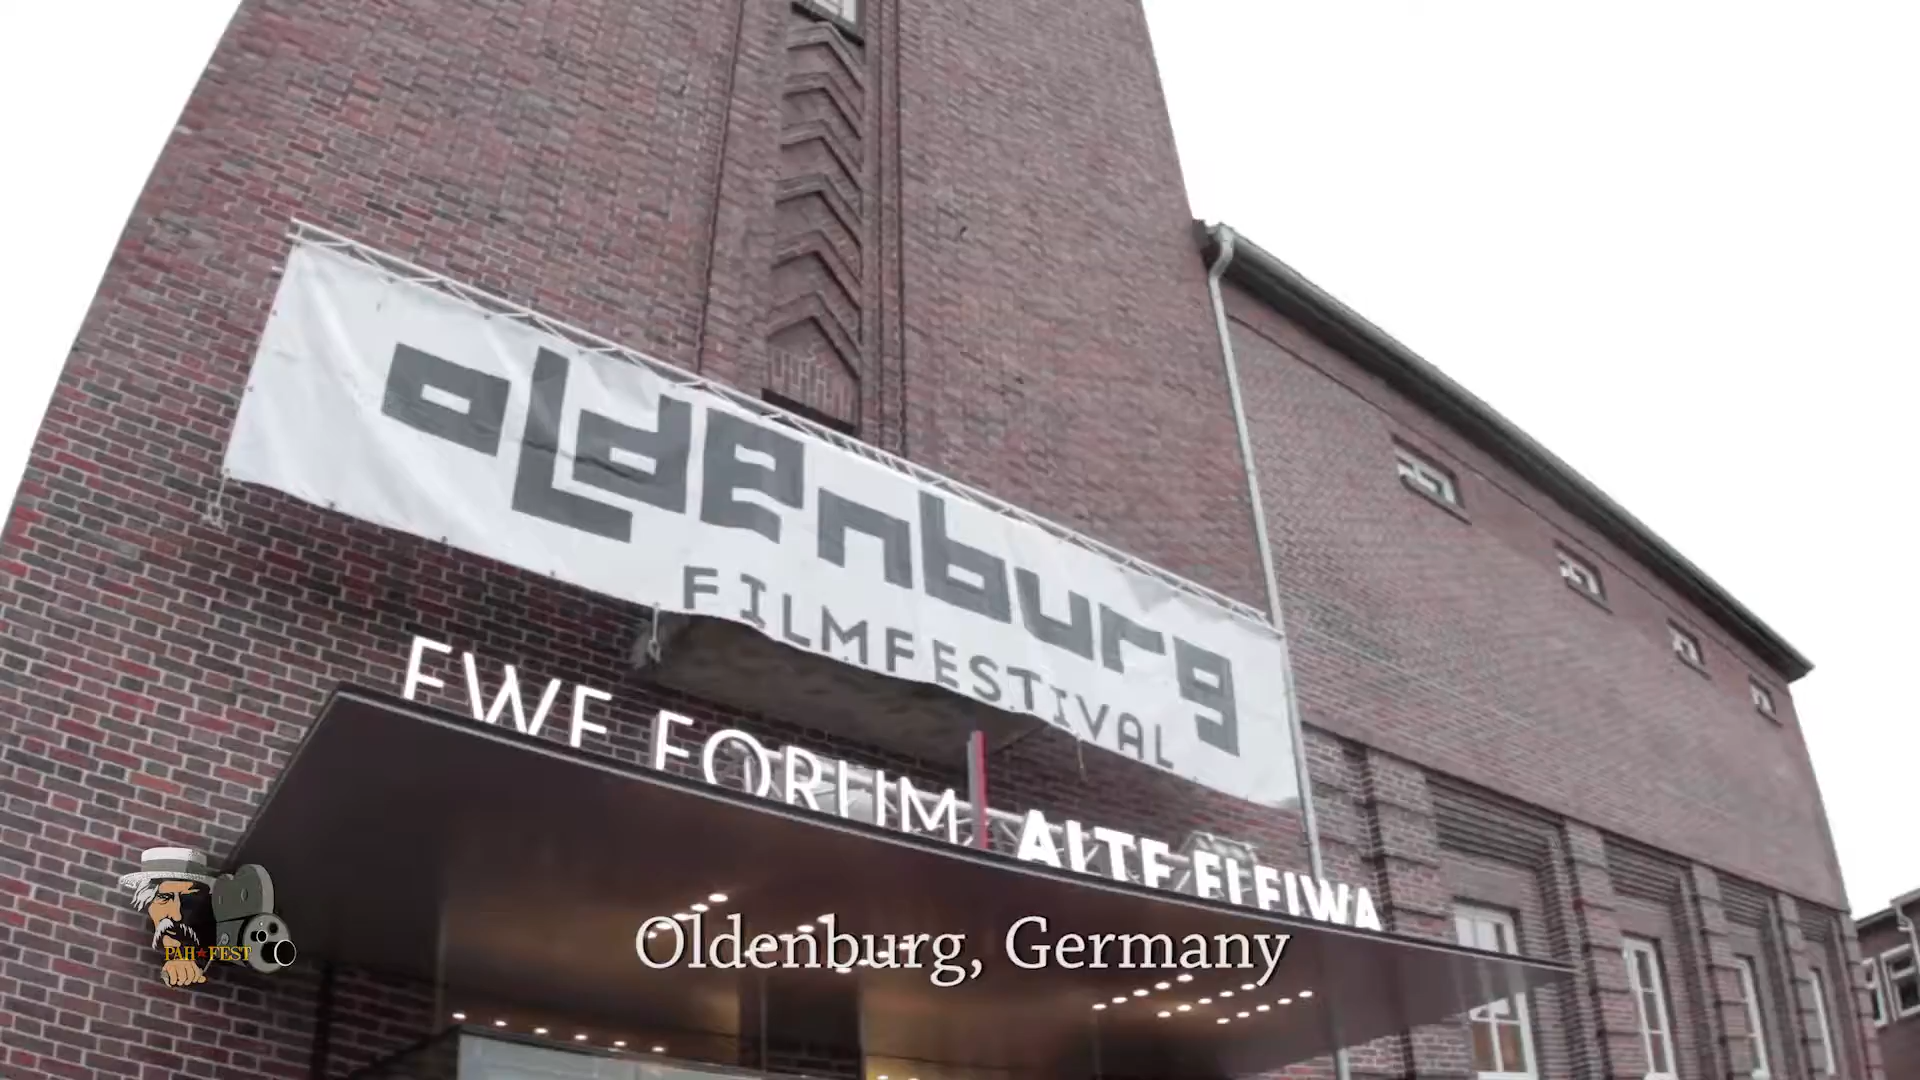 oldenburg
FILMFESTIVAL
EWE FORUM ALTE FLEIWA
PAH★FEST
Oldenburg, Germany